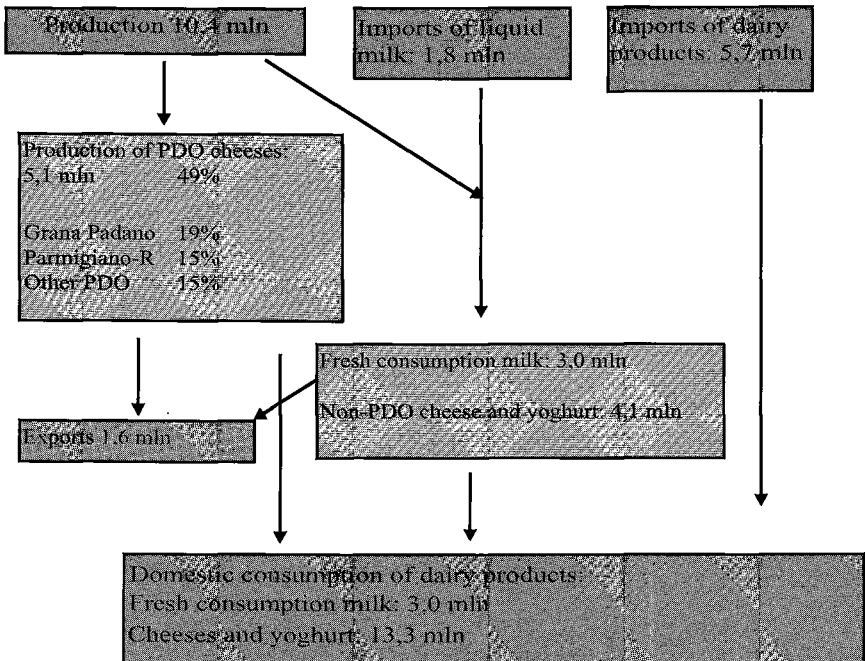 Production 10,4 mln
Imports of liquid
milk: 1,8 mln
Imports of dairy
products: 5,7 mln
Production of PDO cheeses:
5,1 mln 49%
Grana Padano 19%
Parmigiano-R 15%
Other PDO 15%
Fresh consumption milk: 3,0 mln
Non-PDO cheese and yoghurt: 4,1 mln
Exports 1,6 mln
Domestic consumption of dairy products:
Fresh consumption milk: 3,0 mln
Cheeses and yoghurt: 13,3 mln